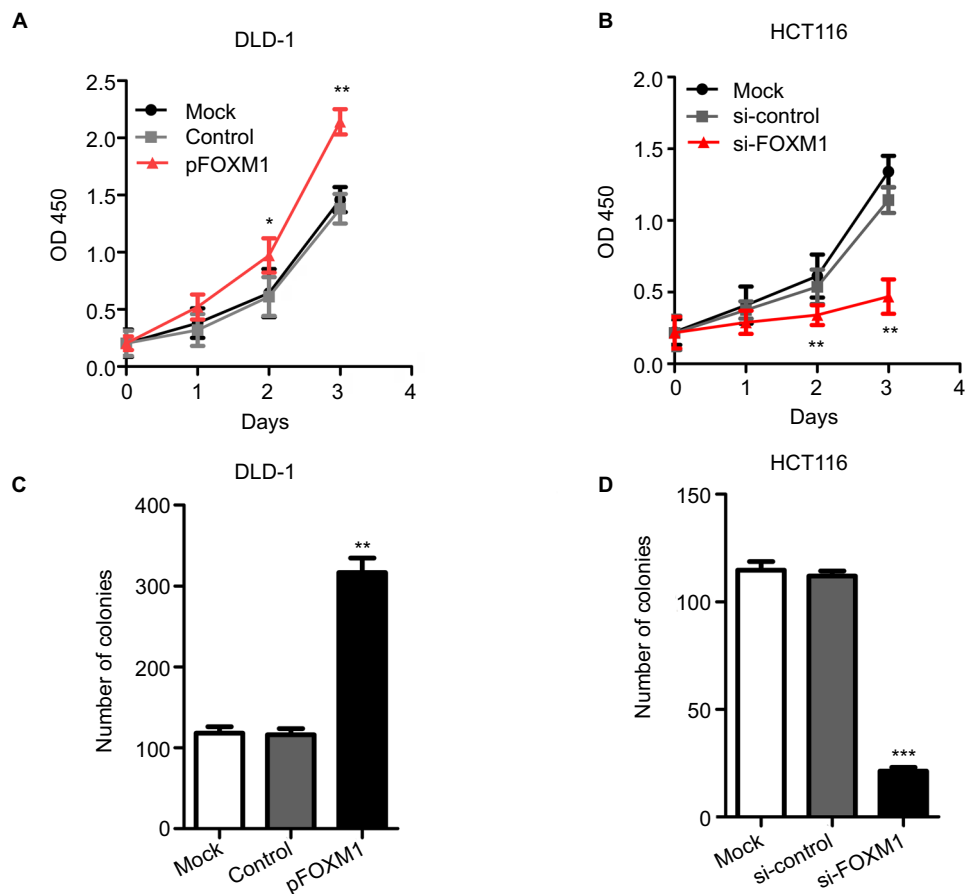 A
DLD-1
2.5
2.0
1.5
1.0
0.5
0.0
OD 450
Mock
Control
pFOXM1
*
**
0
1
2
3
4
Days
B
HCT116
2.0
1.5
1.0
0.5
0.0
OD 450
Mock
si-control
si-FOXM1
**
**
0
1
2
3
4
Days
C
DLD-1
400
300
200
100
0
Number of colonies
**
Mock
Control
pFOXM1
D
HCT116
150
100
50
0
Number of colonies
***
Mock
si-control
si-FOXM1